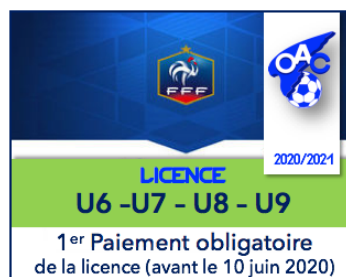 FFF
OAC
2020/2021
LICENCE
U6 –U7 – U8 – U9
1er Paiement obligatoire
de la licence (avant le 10 juin 2020)